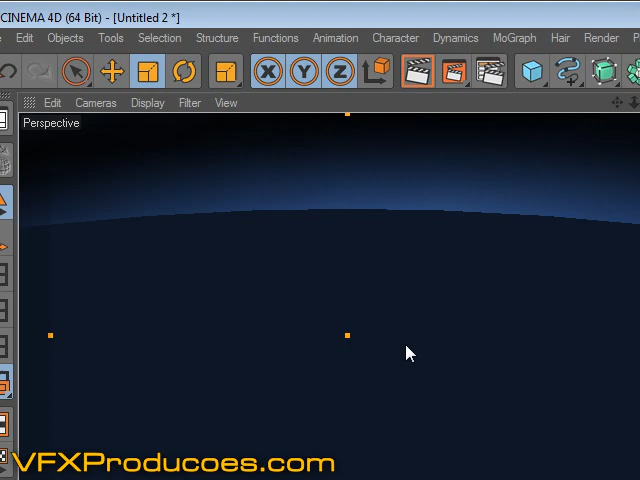 CINEMA 4D (64 Bit) - [Untitled 2 *]
Edit Objects Tools Selection Structure Functions Animation Character Dynamics MoGraph Hair Render
X Y Z
Edit Cameras Display Filter View
Perspective
VFXProducoes.com